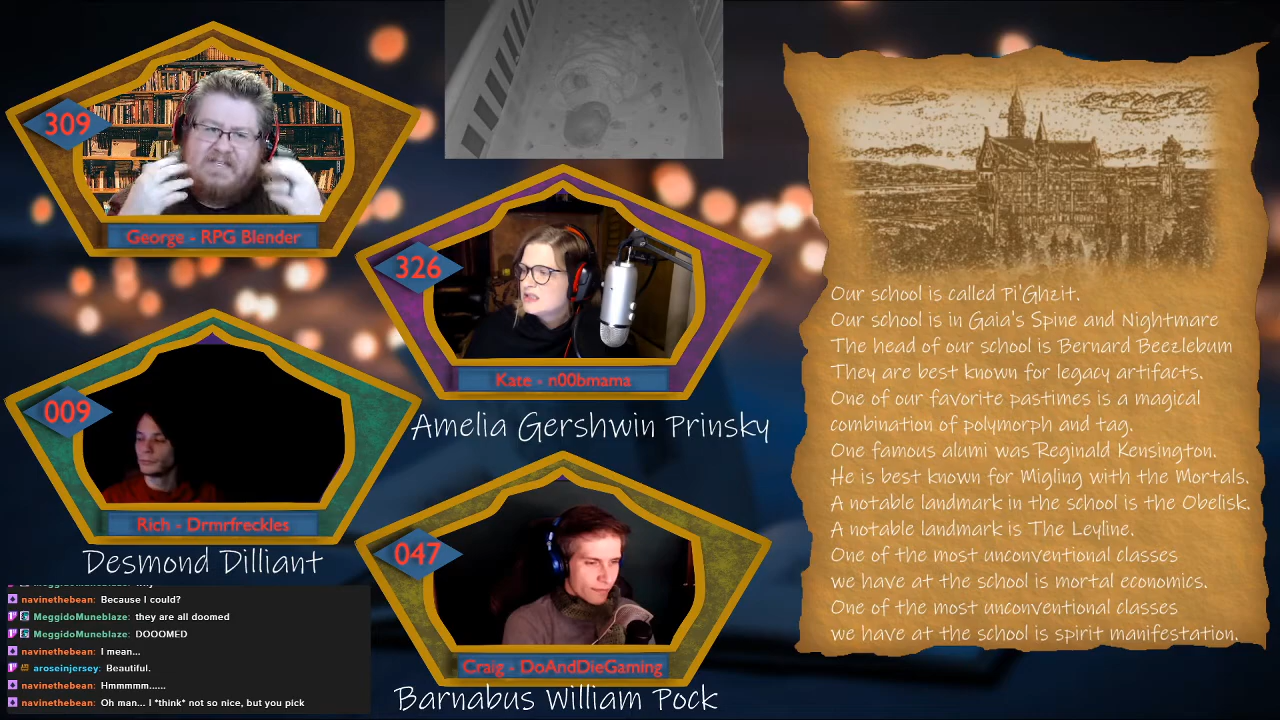 309
George - RPG Blender
326
Kate - n00bmama
Amelia Gershwin Prinsky
009
Rich - Drmrfreckles
Desmond Dilliant
047
Craig - DoAndDieGaming
Barnabus William Pock
Our school is called Pi'Ghzit.
Our school is in Gaia's Spine and Nightmare
The head of our school is Bernard Beezlebum
They are best known for legacy artifacts.
One of our favorite pastimes is a magical
combination of polymorph and tag.
One famous alumi was Reginald Kensington.
He is best known for Migling with the Mortals.
A notable landmark in the school is the Obelisk.
A notable landmark is The Leyline.
One of the most unconventional classes
we have at the school is mortal economics.
One of the most unconventional classes
we have at the school is spirit manifestation.
MeggidoMuneblaze: why
navinethebean: Because I could?
MeggidoMuneblaze: they are all doomed
MeggidoMuneblaze: DOOOMED
navinethebean: I mean...
aroseinjersey: Beautiful.
navinethebean: Hmmmmm......
navinethebean: Oh man... I *think* not so nice, but you pick